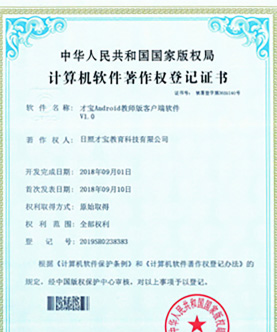 中华人民共和国国家版权局
计算机软件著作权登记证书
证书号：
软件名称：
才宝Android教师版客户端软件
V1.0
著作权人：
日照才宝教育科技有限公司
开发完成日期：
2018年09月01日
首次发表日期：
2018年09月10日
权利取得方式：
原始取得
权利范围：
全部权利
登记号：
2019SR0238383
根据《计算机软件保护条例》和《计算机软件著作权登记办法》的
规定，经中国版权保护中心审核，对以上事项予以登记。